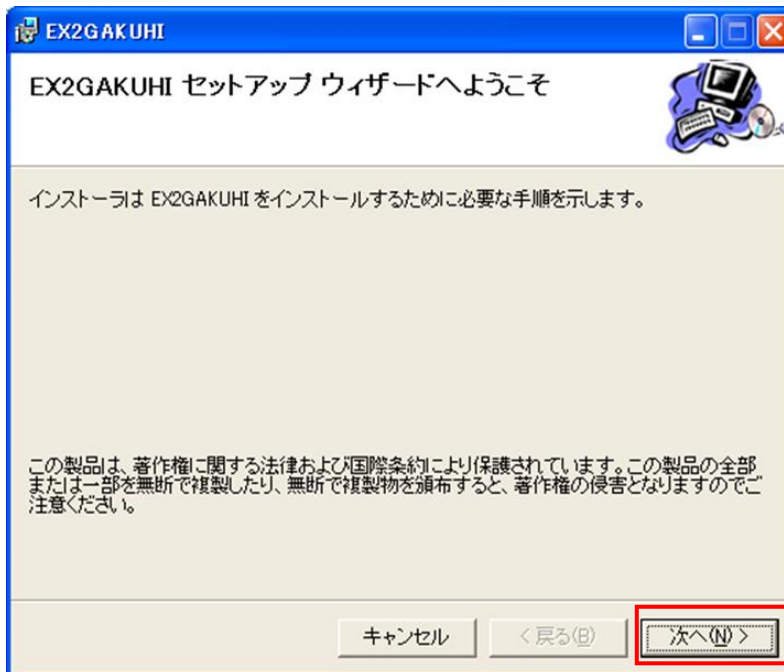 EX2GAKUHI
EX2GAKUHI セットアップ ウィザードへようこそ
インストーラは EX2GAKUHI をインストールするために必要な手順を示します。
この製品は、著作権に関する法律および国際条約により保護されています。この製品の全部
または一部を無断で複製したり、無断で複製物を頒布すると、著作権の侵害となりますのでご
注意ください。
キャンセル
< 戻る(B)
次へ(N) >